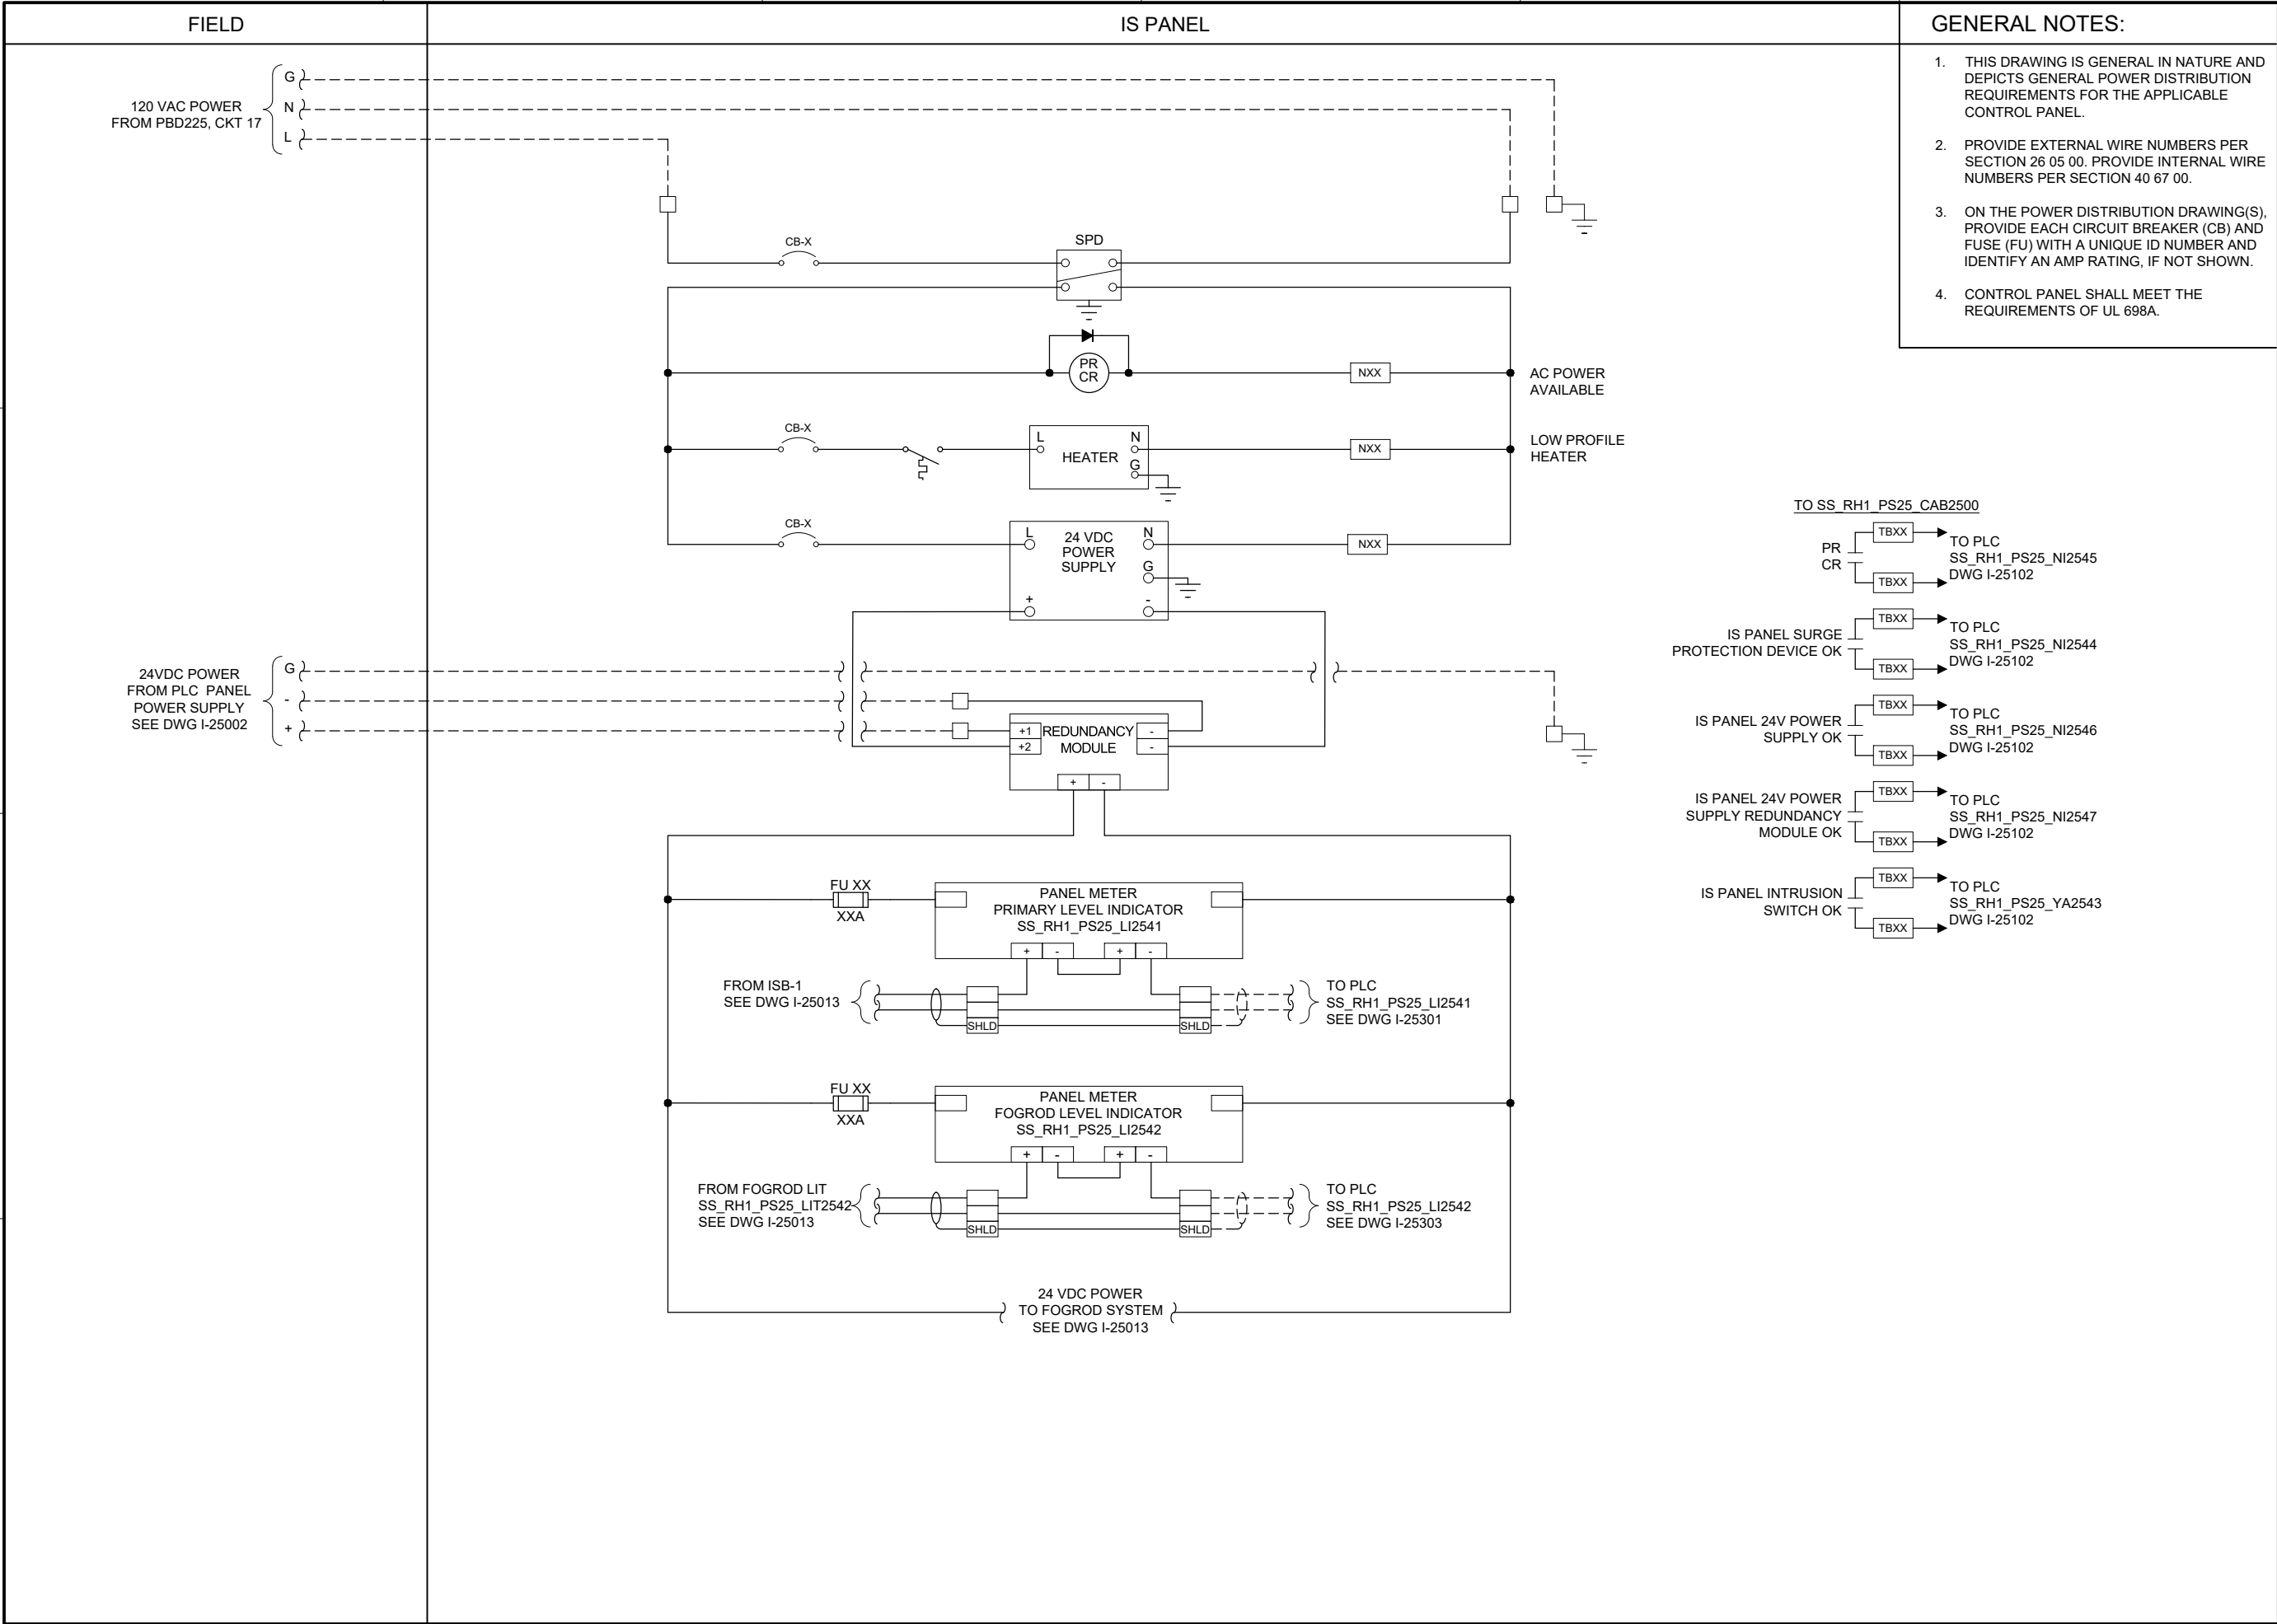 FIELD
IS PANEL
GENERAL NOTES:
1. THIS DRAWING IS GENERAL IN NATURE AND
DEPICTS GENERAL POWER DISTRIBUTION
REQUIREMENTS FOR THE APPLICABLE
CONTROL PANEL.
2. PROVIDE EXTERNAL WIRE NUMBERS PER
SECTION 26 05 00. PROVIDE INTERNAL WIRE
NUMBERS PER SECTION 40 67 00.
3. ON THE POWER DISTRIBUTION DRAWING(S),
PROVIDE EACH CIRCUIT BREAKER (CB) AND
FUSE (FU) WITH A UNIQUE ID NUMBER AND
IDENTIFY AN AMP RATING, IF NOT SHOWN.
4. CONTROL PANEL SHALL MEET THE
REQUIREMENTS OF UL 698A.
120 VAC POWER
FROM PBD225, CKT 17
G
N
L
CB-X
SPD
PR
CR
NXX
AC POWER
AVAILABLE
CB-X
L
N
HEATER
G
NXX
LOW PROFILE
HEATER
CB-X
L
24 VDC
POWER
SUPPLY
N
G
+
-
NXX
24VDC POWER
FROM PLC PANEL
POWER SUPPLY
SEE DWG I-25002
G
-
+
+1
+2
REDUNDANCY
MODULE
-
-
+
-
FU XX
XXA
PANEL METER
PRIMARY LEVEL INDICATOR
SS_RH1_PS25_LI2541
+ - + -
FROM ISB-1
SEE DWG I-25013
SHLD
SHLD
TO PLC
SS_RH1_PS25_LI2541
SEE DWG I-25301
FU XX
XXA
PANEL METER
FOGROD LEVEL INDICATOR
SS_RH1_PS25_LI2542
+ - + -
FROM FOGROD LIT
SS_RH1_PS25_LIT2542
SEE DWG I-25013
SHLD
SHLD
TO PLC
SS_RH1_PS25_LI2542
SEE DWG I-25303
24 VDC POWER
TO FOGROD SYSTEM
SEE DWG I-25013
TO SS_RH1_PS25_CAB2500
PR
CR
TBXX
TBXX
TO PLC
SS_RH1_PS25_NI2545
DWG I-25102
IS PANEL SURGE
PROTECTION DEVICE OK
TBXX
TBXX
TO PLC
SS_RH1_PS25_NI2544
DWG I-25102
IS PANEL 24V POWER
SUPPLY OK
TBXX
TBXX
TO PLC
SS_RH1_PS25_NI2546
DWG I-25102
IS PANEL 24V POWER
SUPPLY REDUNDANCY
MODULE OK
TBXX
TBXX
TO PLC
SS_RH1_PS25_NI2547
DWG I-25102
IS PANEL INTRUSION
SWITCH OK
TBXX
TBXX
TO PLC
SS_RH1_PS25_YA2543
DWG I-25102